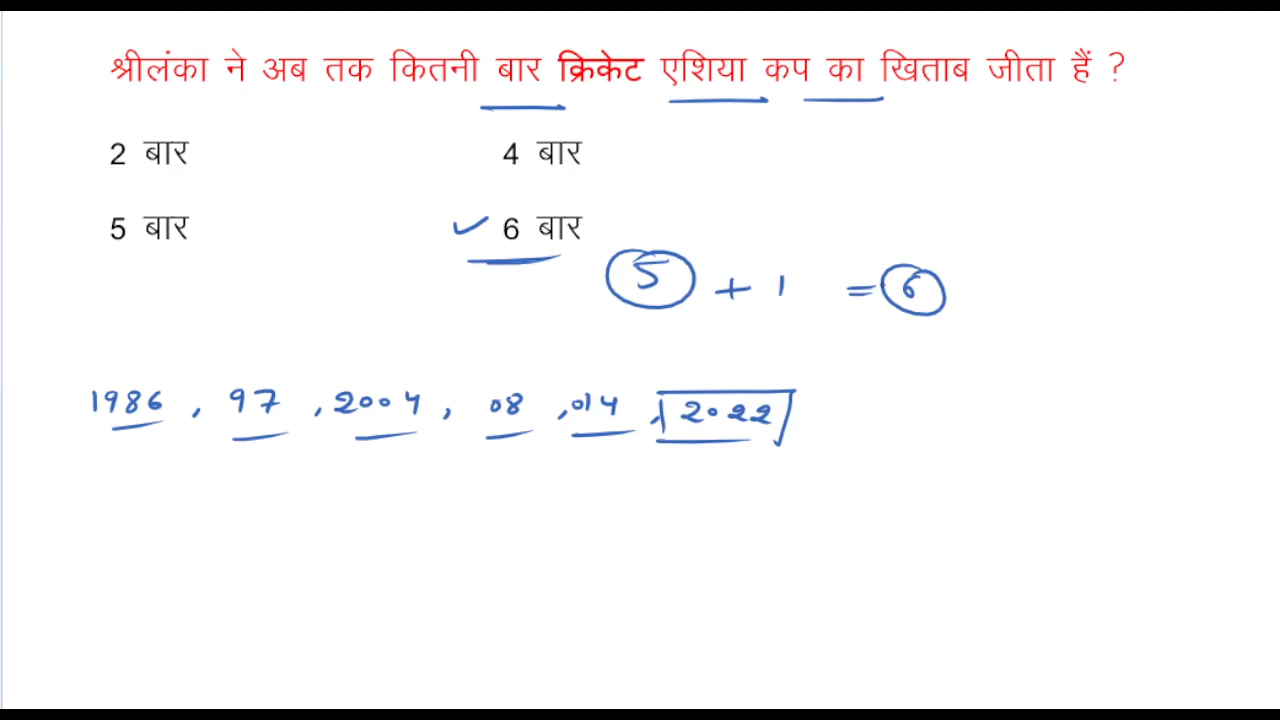 श्रीलंका ने अब तक कितनी बार क्रिकेट एशिया कप का खिताब जीता हैं ?
2 बार 4 बार
5 बार ✓ 6 बार
5 + 1 = 6
1986 , 97 , 2004 , 08 , 014 , 2022